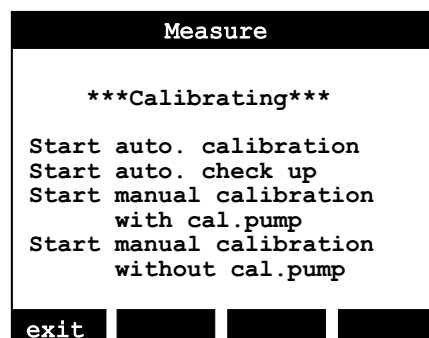 Measure
***Calibrating***
Start auto. calibration
Start auto. check up
Start manual calibration
with cal.pump
Start manual calibration
without cal.pump
exit